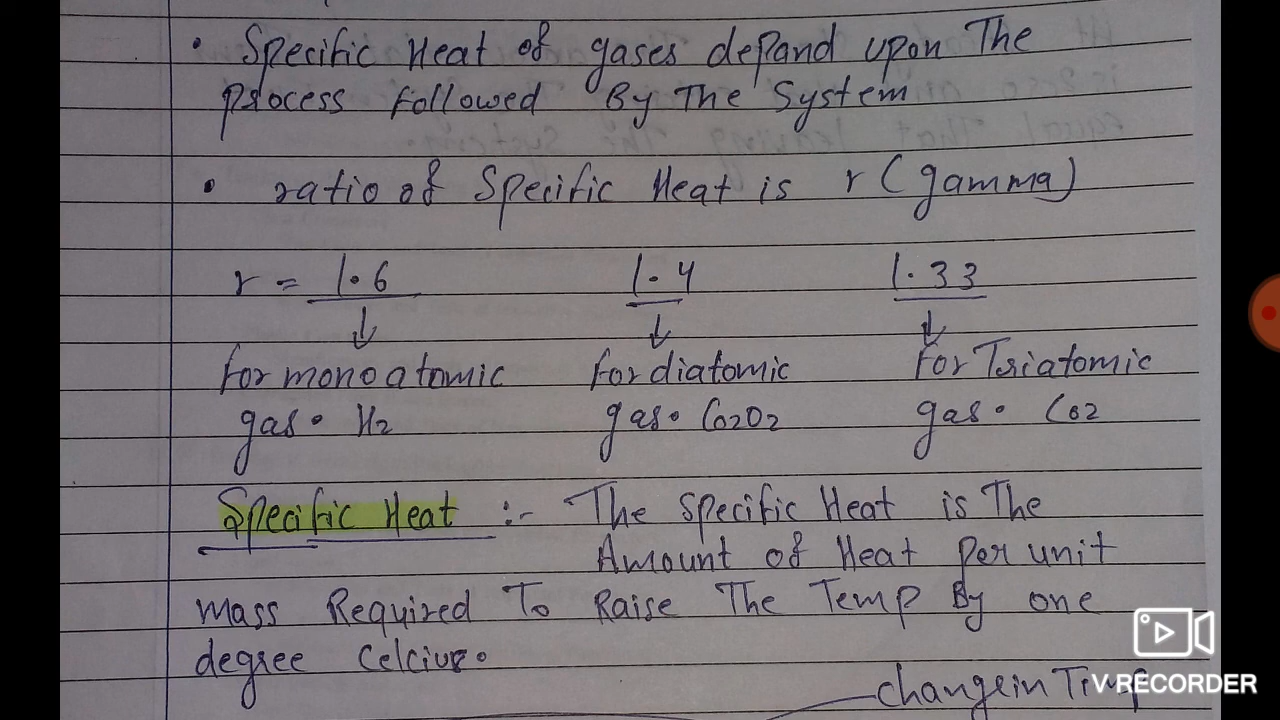 • Specific Heat of gases depand upon The
process followed By The System
• ratio of Specific Heat is r (gamma)
r = 1.6 1.4 1.33
↓ ↓ ↓
for monoatomic for diatomic for Triatomic
gas • H2 gas • Co2O2 gas • Co2
Specific Heat :- The specific Heat is The
Amount of Heat Per unit
mass Required To Raise The Temp By one
degree Celcius.
change in Temp
V RECORDER